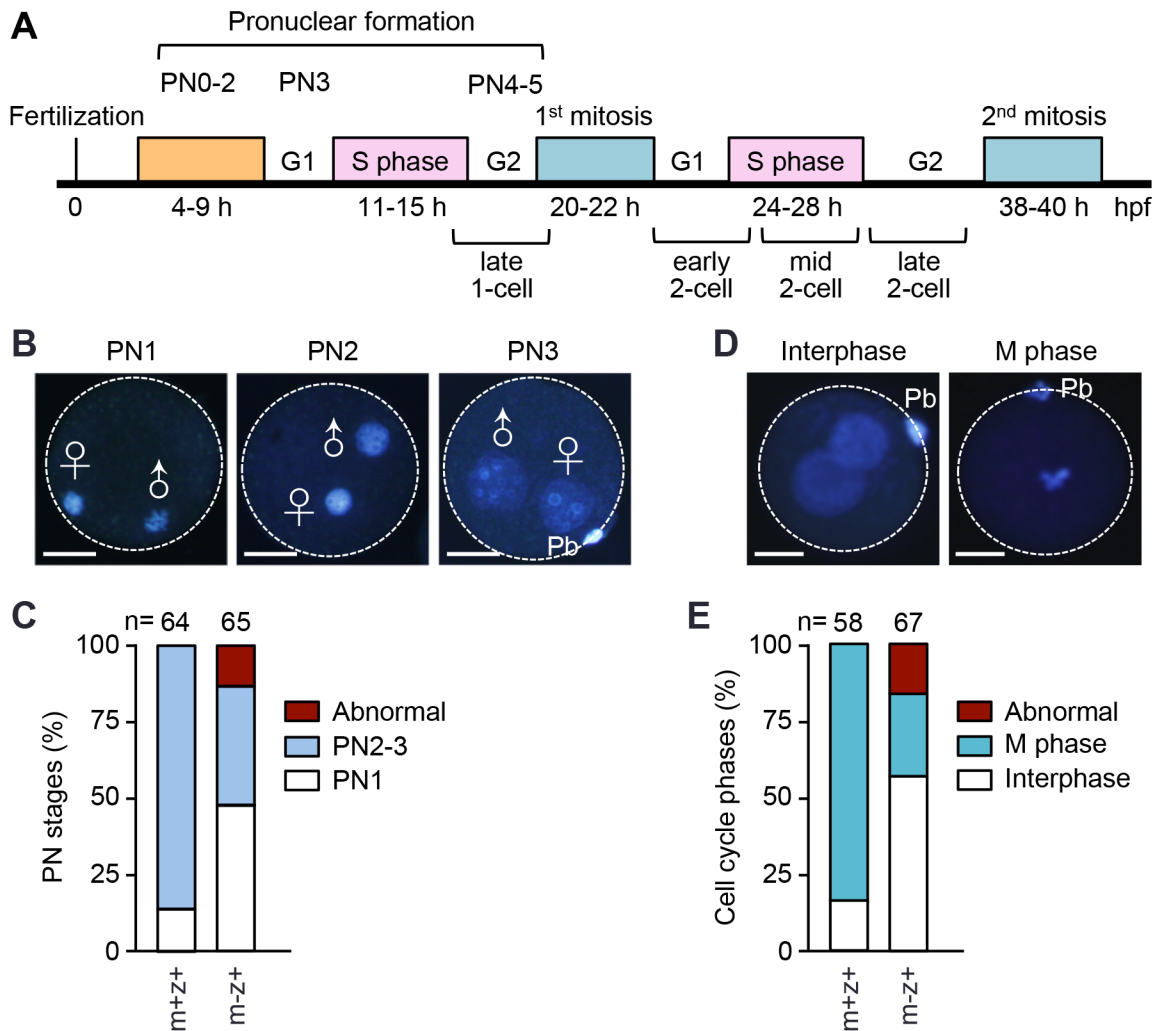 A
Pronuclear formation
PN0-2 PN3 PN4-5
Fertilization 1st mitosis 2nd mitosis
G1 S phase G2 G1 S phase G2
0 4-9 h 11-15 h 20-22 h 24-28 h 38-40 h hpf
late early mid late
1-cell 2-cell 2-cell 2-cell
B PN1 PN2 PN3
♀ ♂ ♂ ♀ ♂ ♀ Pb
D Interphase M phase
Pb Pb
C
n= 64 65
100
75
50
25
0
PN stages (%)
Abnormal
PN2-3
PN1
m+z+ m-z+
E
n= 58 67
100
75
50
25
0
Cell cycle phases (%)
Abnormal
M phase
Interphase
m+z+ m-z+